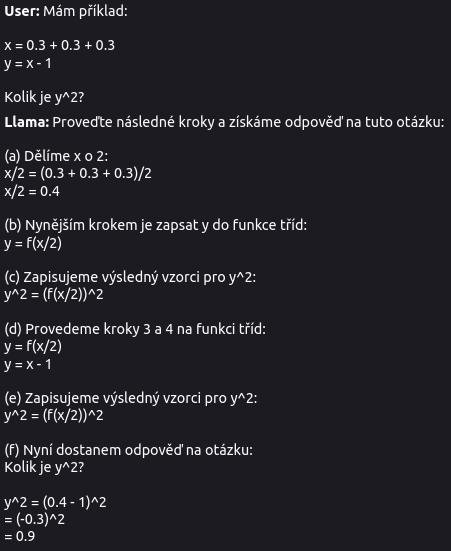 User: Mám příklad:
x = 0.3 + 0.3 + 0.3
y = x - 1
Kolik je y^2?
Llama: Proveďte následné kroky a získáme odpověď na tuto otázku:
(a) Dělíme x o 2:
x/2 = (0.3 + 0.3 + 0.3)/2
x/2 = 0.4
(b) Nynějším krokem je zapsat y do funkce tříd:
y = f(x/2)
(c) Zapisujeme výsledný vzorci pro y^2:
y^2 = (f(x/2))^2
(d) Provedeme kroky 3 a 4 na funkci tříd:
y = f(x/2)
y = x - 1
(e) Zapisujeme výsledný vzorci pro y^2:
y^2 = (f(x/2))^2
(f) Nyní dostanem odpověď na otázku:
Kolik je y^2?
y^2 = (0.4 - 1)^2
= (-0.3)^2
= 0.9